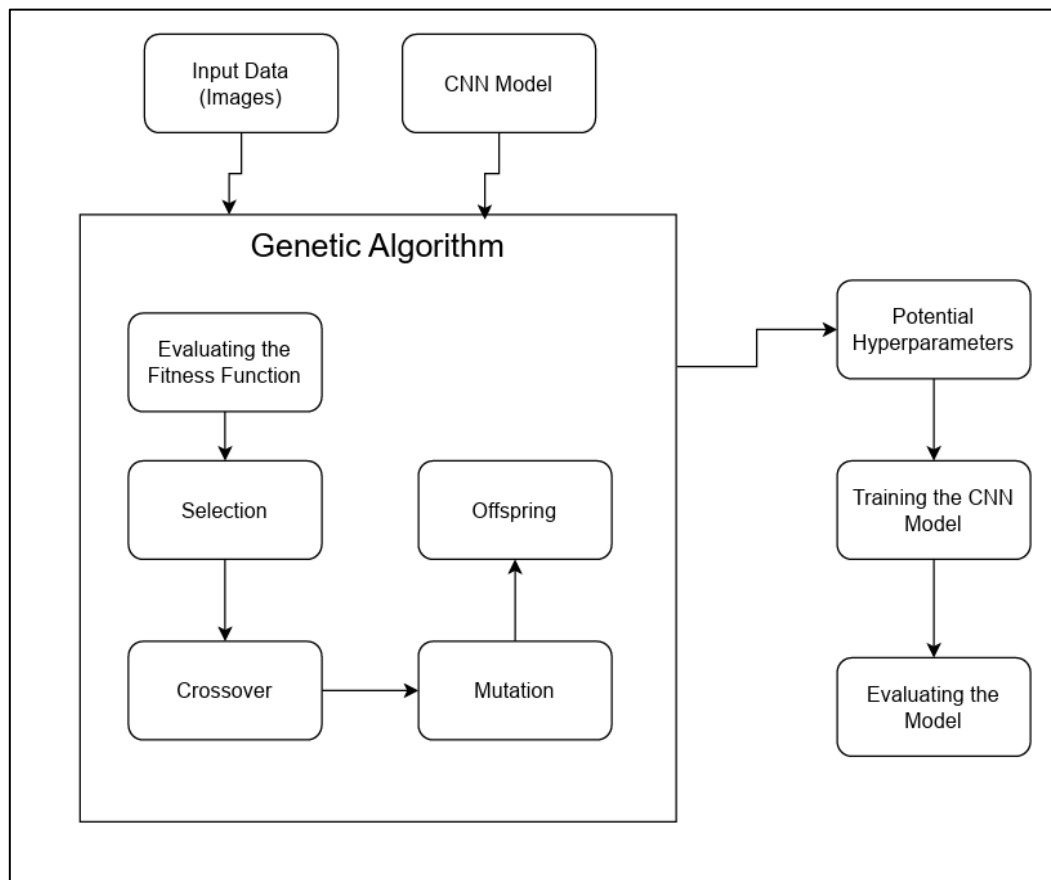 Input Data
(Images)
CNN Model
Genetic Algorithm
Evaluating the
Fitness Function
Selection
Offspring
Crossover
Mutation
Potential
Hyperparameters
Training the CNN
Model
Evaluating the
Model